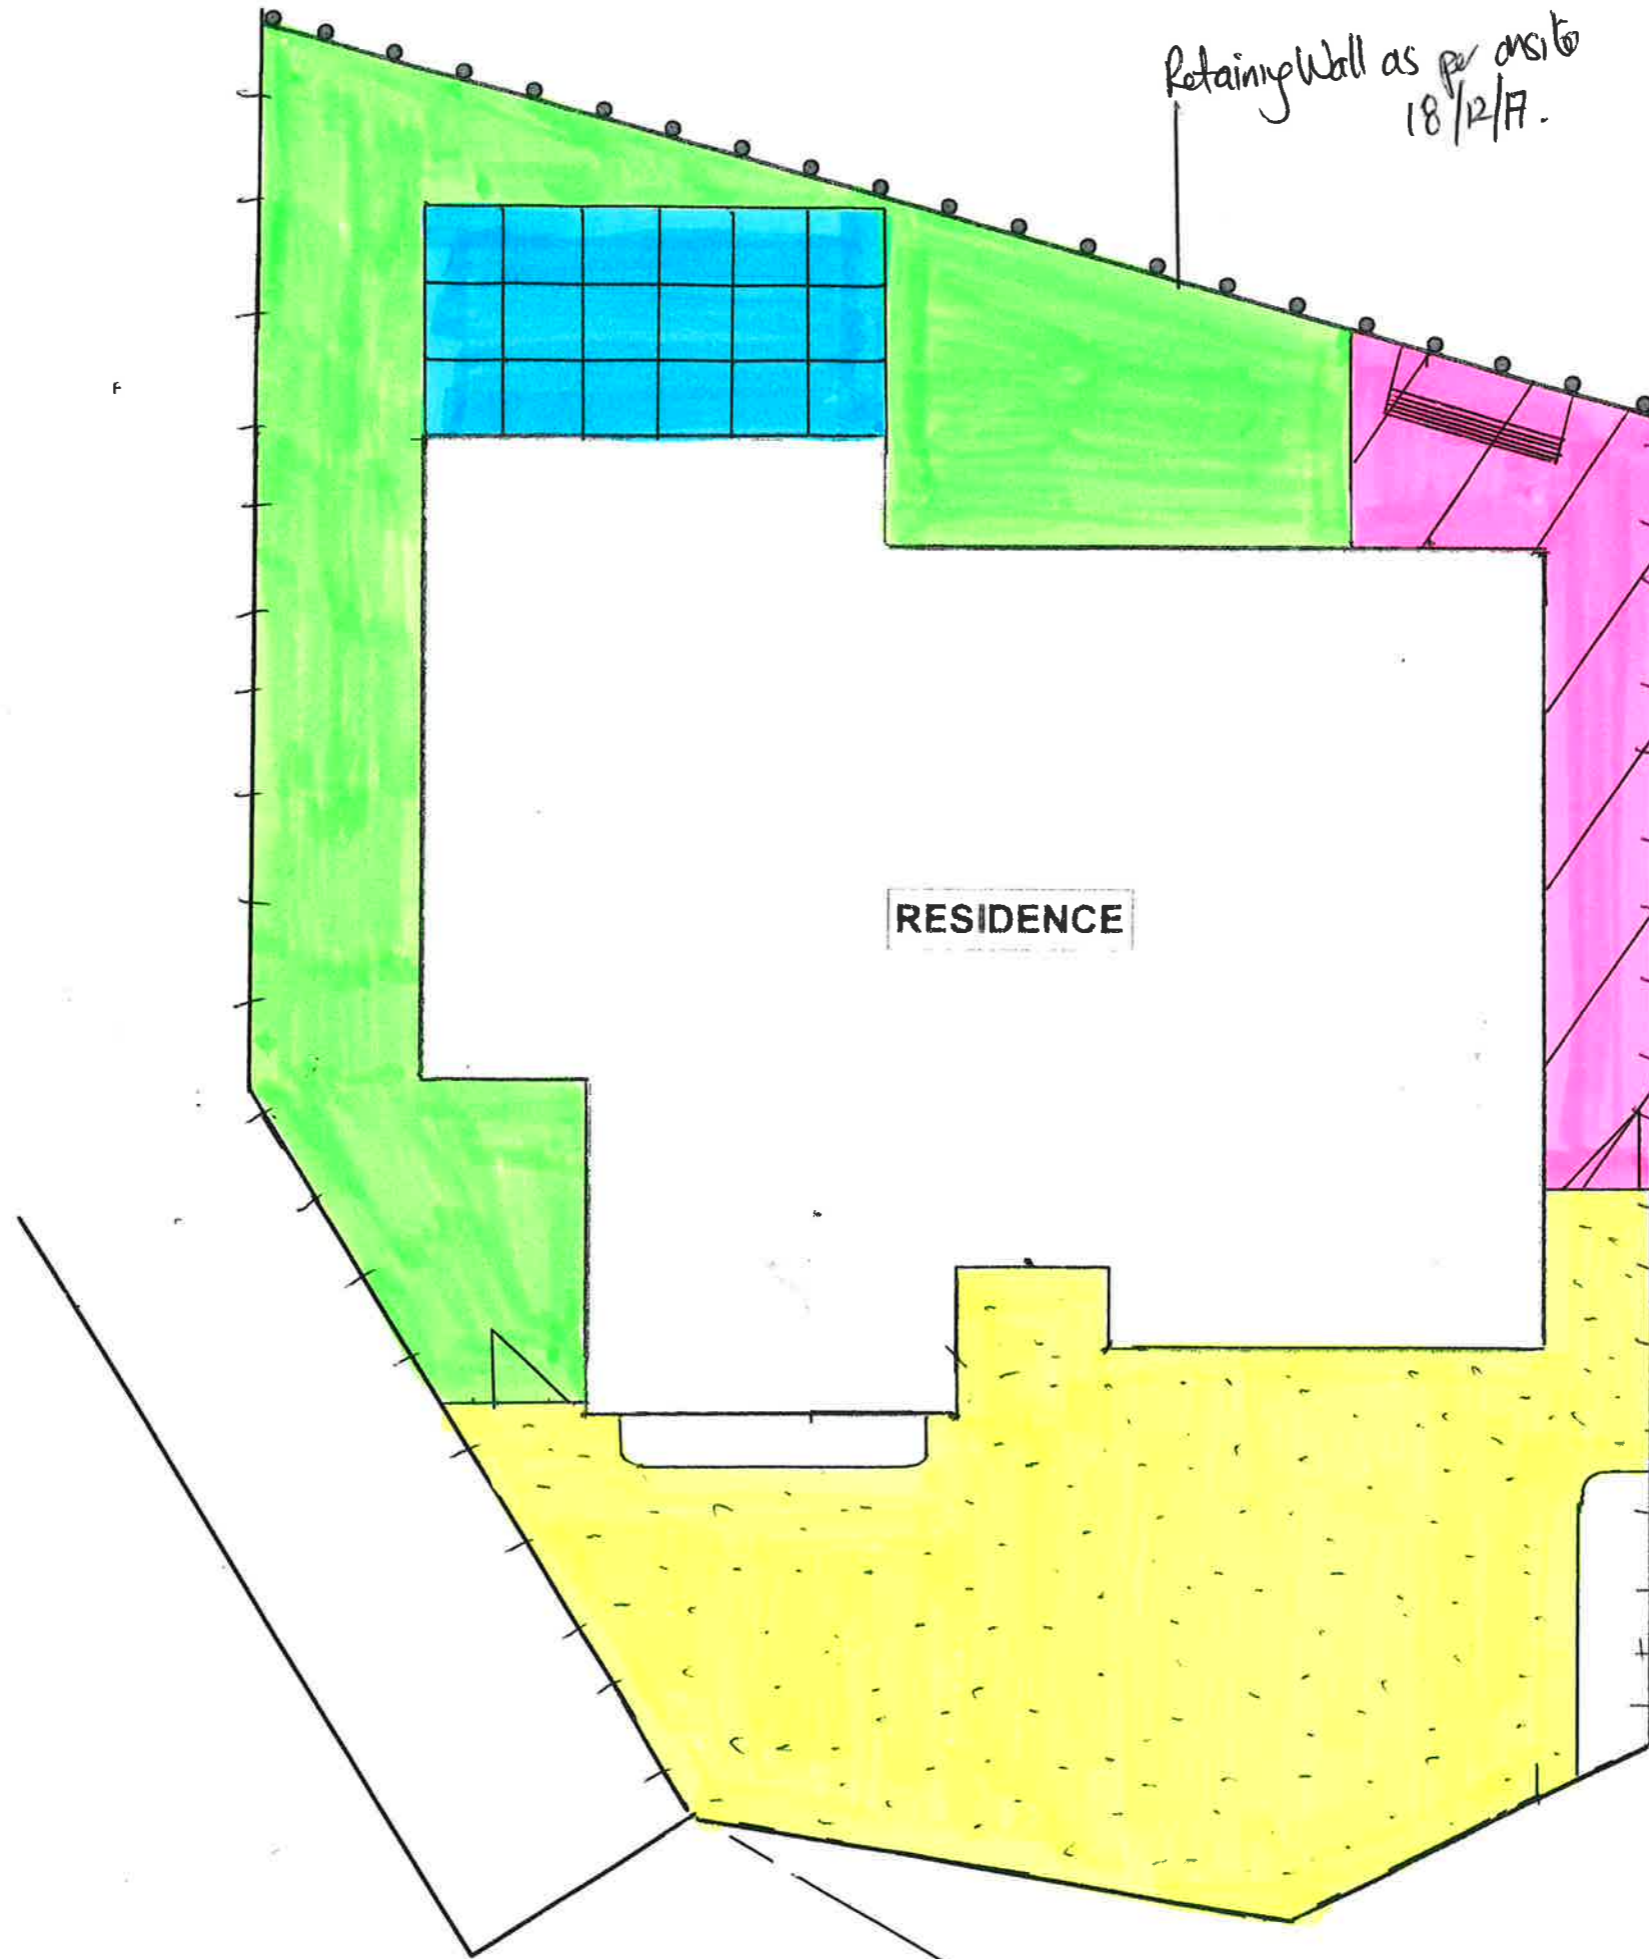 Retaining Wall as per onsite
18/12/17.
F
RESIDENCE